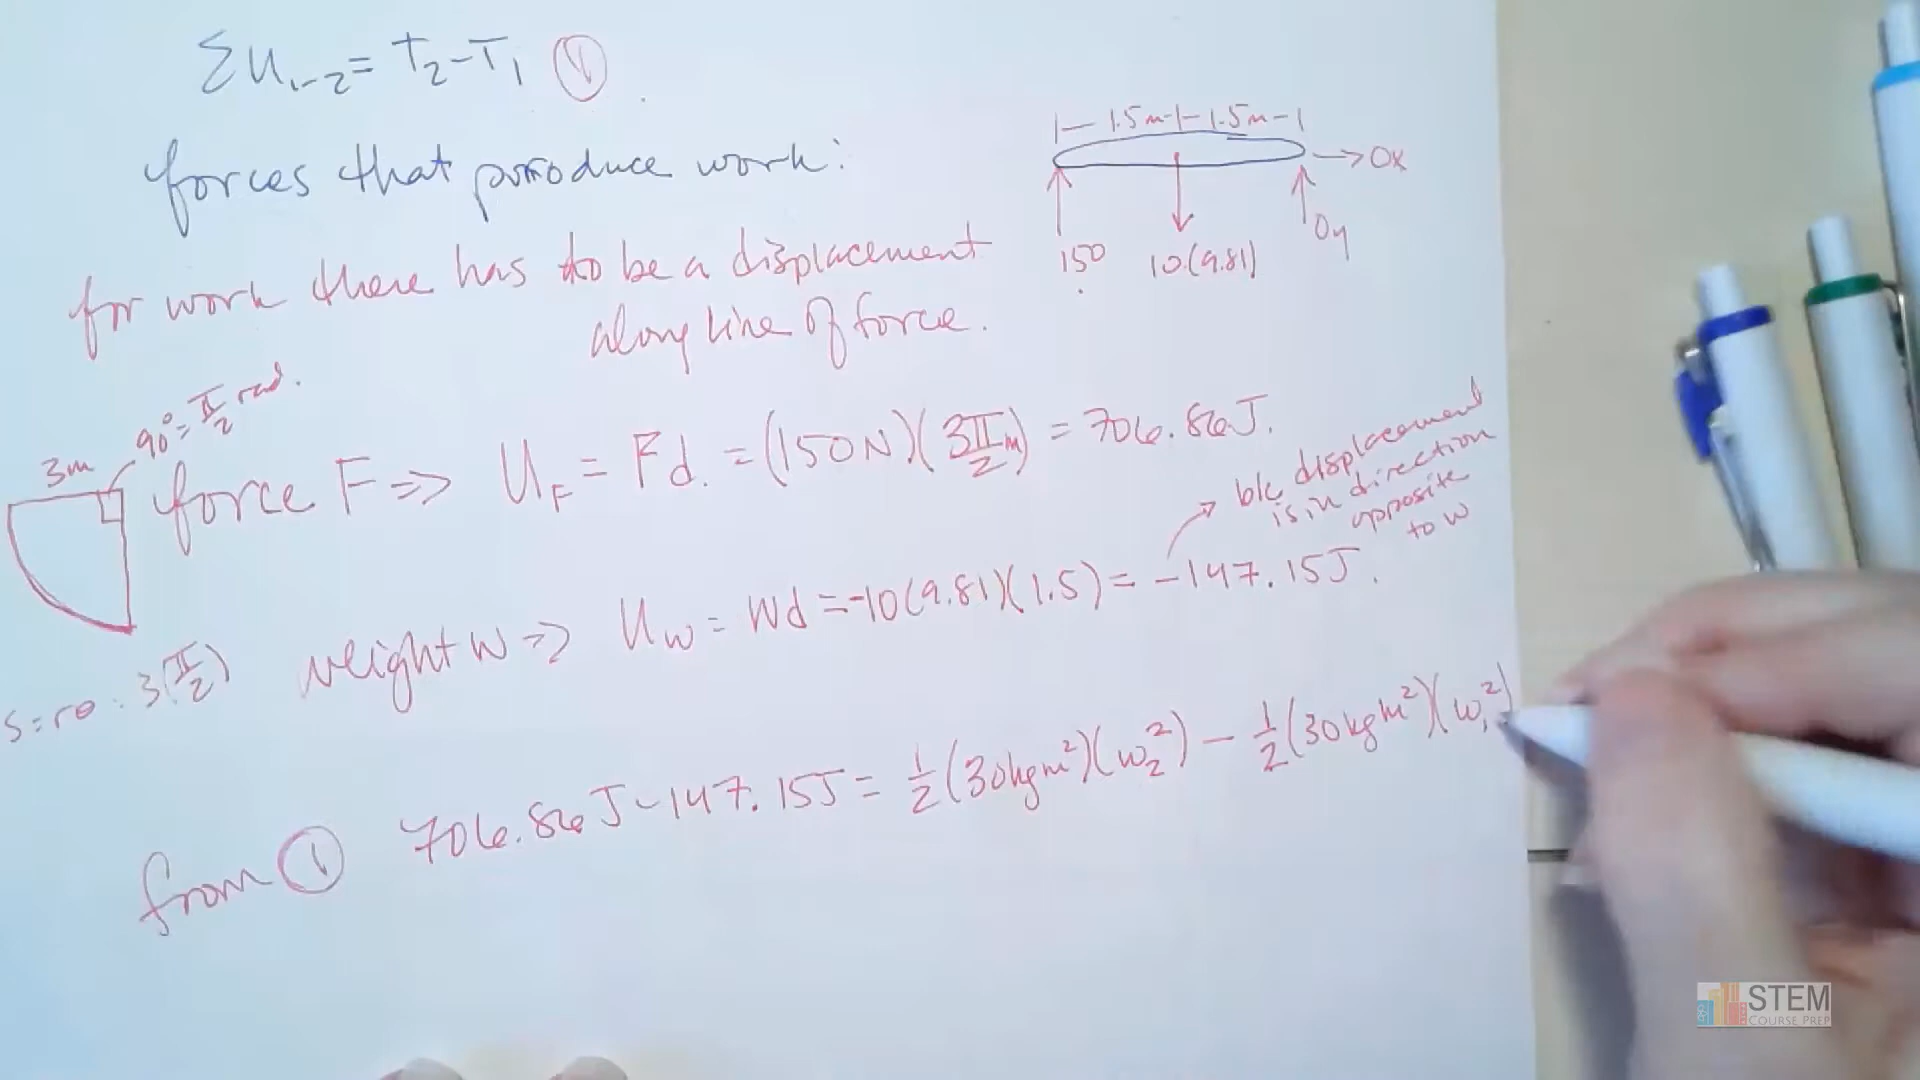 ΣU₁₋₂ = T₂ - T₁ ①
forces that produce work:
for work there has to be a displacement
along line of force.
|— 1.5m -|- 1.5m -|
→ Ox
Oy
150
10(9.81)
90° = π/2 rad.
3m
force F => U_F = Fd. = (150N)(3π/2 m) = 706.86J.
b/c displacement
is in direction
opposite
to W
weight W => U_W = Wd = -10(9.81)(1.5) = -147.15J.
S = rθ = 3(π/2)
from ① 706.86J - 147.15J = 1/2(30kgm²)(ω₂²) - 1/2(30kgm²)(ω₁²)
STEM
COURSE PREP